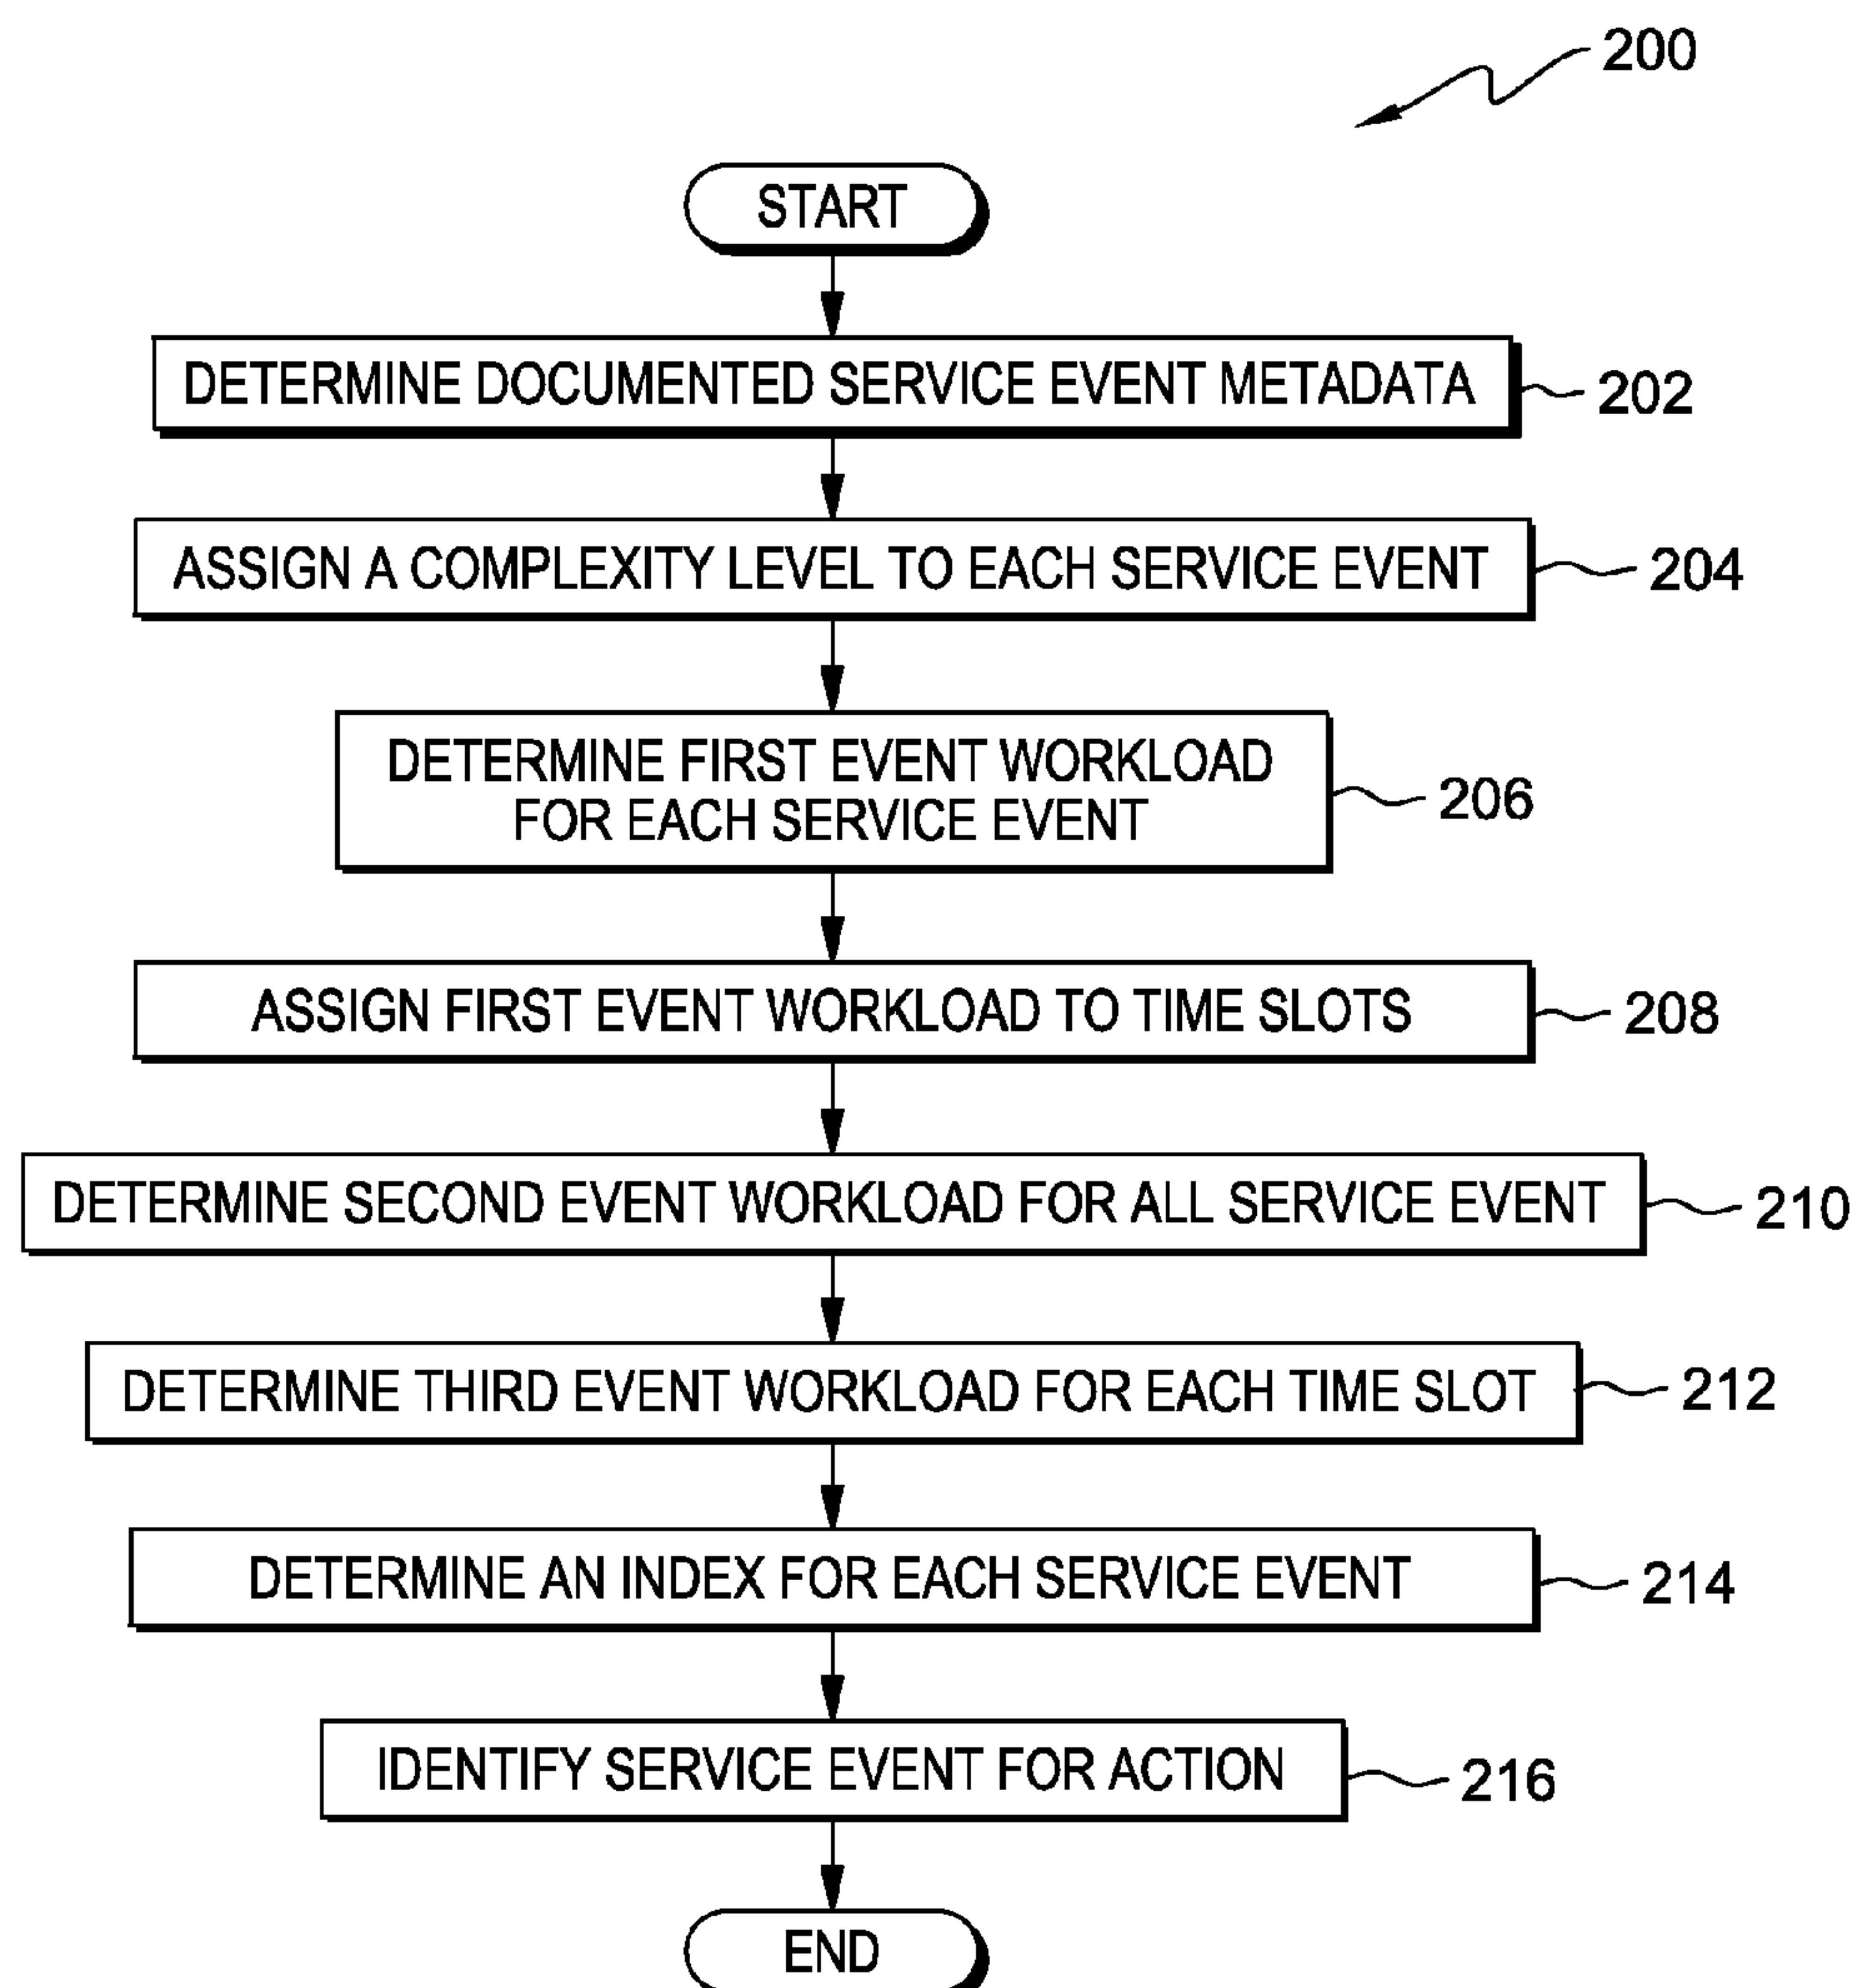 200
START
DETERMINE DOCUMENTED SERVICE EVENT METADATA
202
ASSIGN A COMPLEXITY LEVEL TO EACH SERVICE EVENT
204
DETERMINE FIRST EVENT WORKLOAD
FOR EACH SERVICE EVENT
206
ASSIGN FIRST EVENT WORKLOAD TO TIME SLOTS
208
DETERMINE SECOND EVENT WORKLOAD FOR ALL SERVICE EVENT
210
DETERMINE THIRD EVENT WORKLOAD FOR EACH TIME SLOT
212
DETERMINE AN INDEX FOR EACH SERVICE EVENT
214
IDENTIFY SERVICE EVENT FOR ACTION
216
END